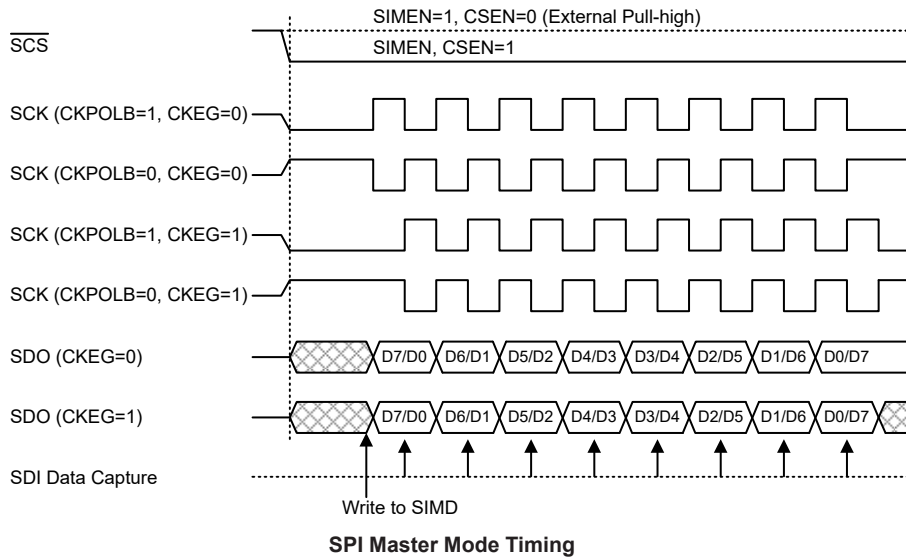 SIMEN=1, CSEN=0 (External Pull-high)
SCS
SIMEN, CSEN=1
SCK (CKPOLB=1, CKEG=0)
SCK (CKPOLB=0, CKEG=0)
SCK (CKPOLB=1, CKEG=1)
SCK (CKPOLB=0, CKEG=1)
SDO (CKEG=0) D7/D0 D6/D1 D5/D2 D4/D3 D3/D4 D2/D5 D1/D6 D0/D7
SDO (CKEG=1) D7/D0 D6/D1 D5/D2 D4/D3 D3/D4 D2/D5 D1/D6 D0/D7
SDI Data Capture
Write to SIMD
SPI Master Mode Timing